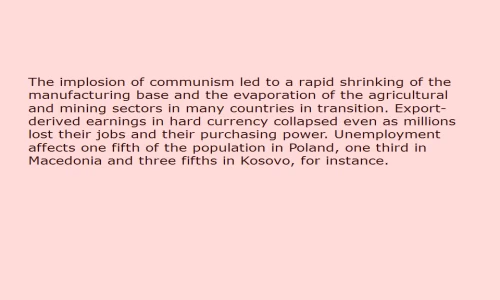 The implosion of communism led to a rapid shrinking of the
manufacturing base and the evaporation of the agricultural
and mining sectors in many countries in transition. Export-
derived earnings in hard currency collapsed even as millions
lost their jobs and their purchasing power. Unemployment
affects one fifth of the population in Poland, one third in
Macedonia and three fifths in Kosovo, for instance.